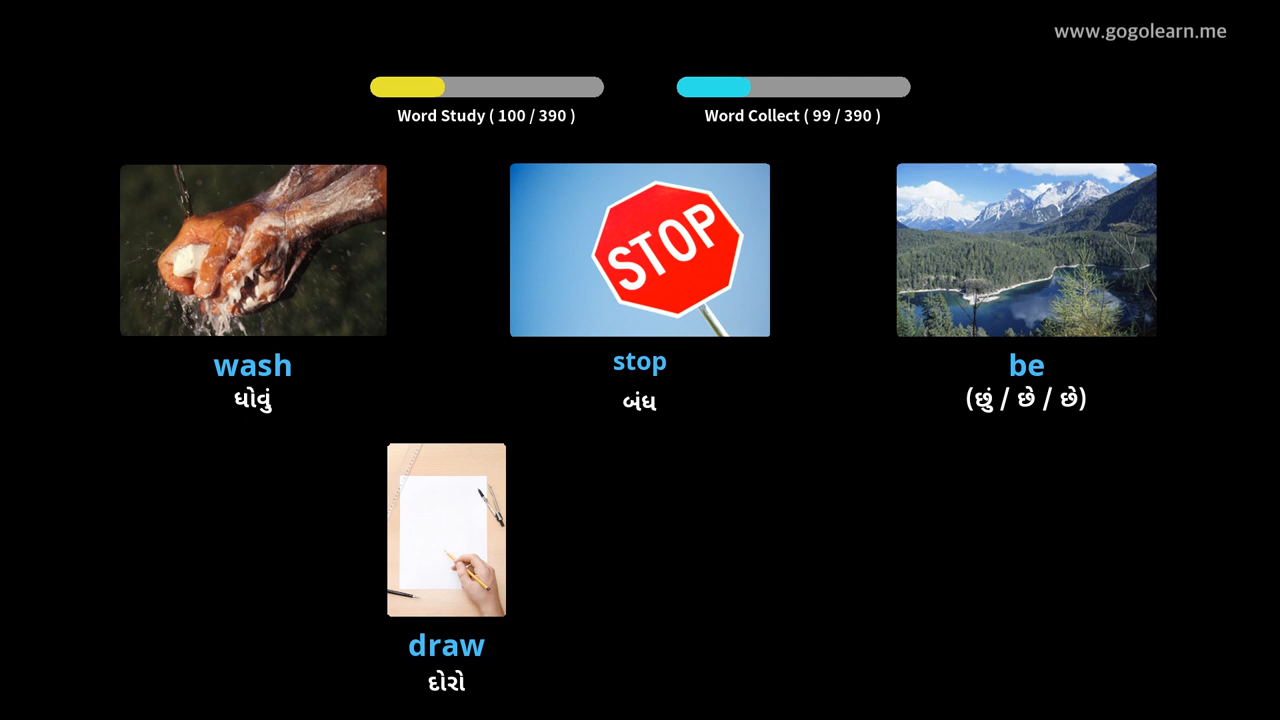 www.gogolearn.me
Word Study ( 100 / 390 )
Word Collect ( 99 / 390 )
STOP
wash
ધોવું
stop
બંધ
be
(છું / છે / છે)
draw
દોરો